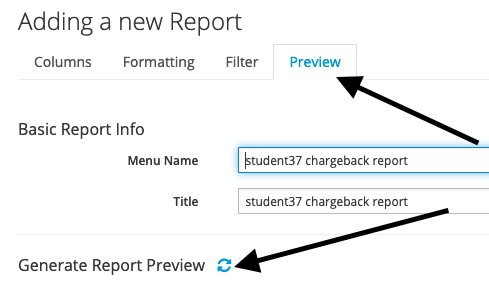 Adding a new Report
Columns Formatting Filter Preview
Basic Report Info
Menu Name student37 chargeback report
Title student37 chargeback report
Generate Report Preview